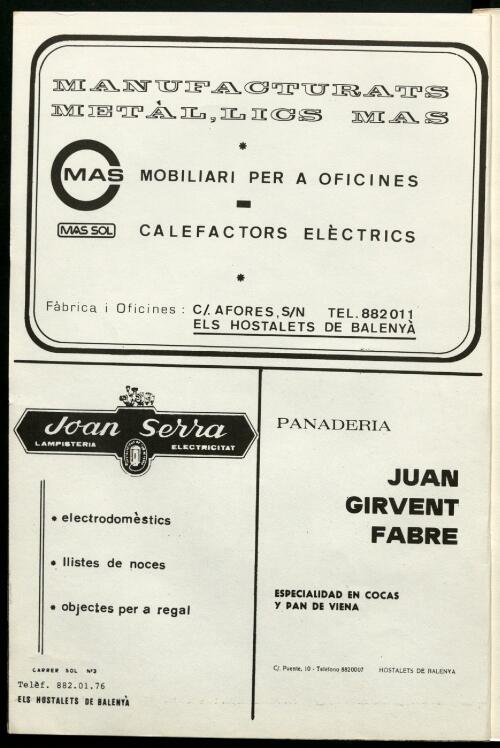 MANUFACTURATS
METÀL,LICS MAS
MAS MOBILIARI PER A OFICINES
MAS SOL CALEFACTORS ELÈCTRICS
Fàbrica i Oficines : C/. AFORES, S/N TEL. 882011
ELS HOSTALETS DE BALENYÀ
Joan Serra
LAMPISTERIA ELECTRICITAT
• electrodomèstics
• llistes de noces
• objectes per a regal
CARRER SOL Nº3
Telèf. 882.01.76
ELS HOSTALETS DE BALENYÀ
PANADERIA
JUAN
GIRVENT
FABRE
ESPECIALIDAD EN COCAS
Y PAN DE VIENA
C/. Puente, 10 - Teléfono 8820007 HOSTALETS DE BALENYA